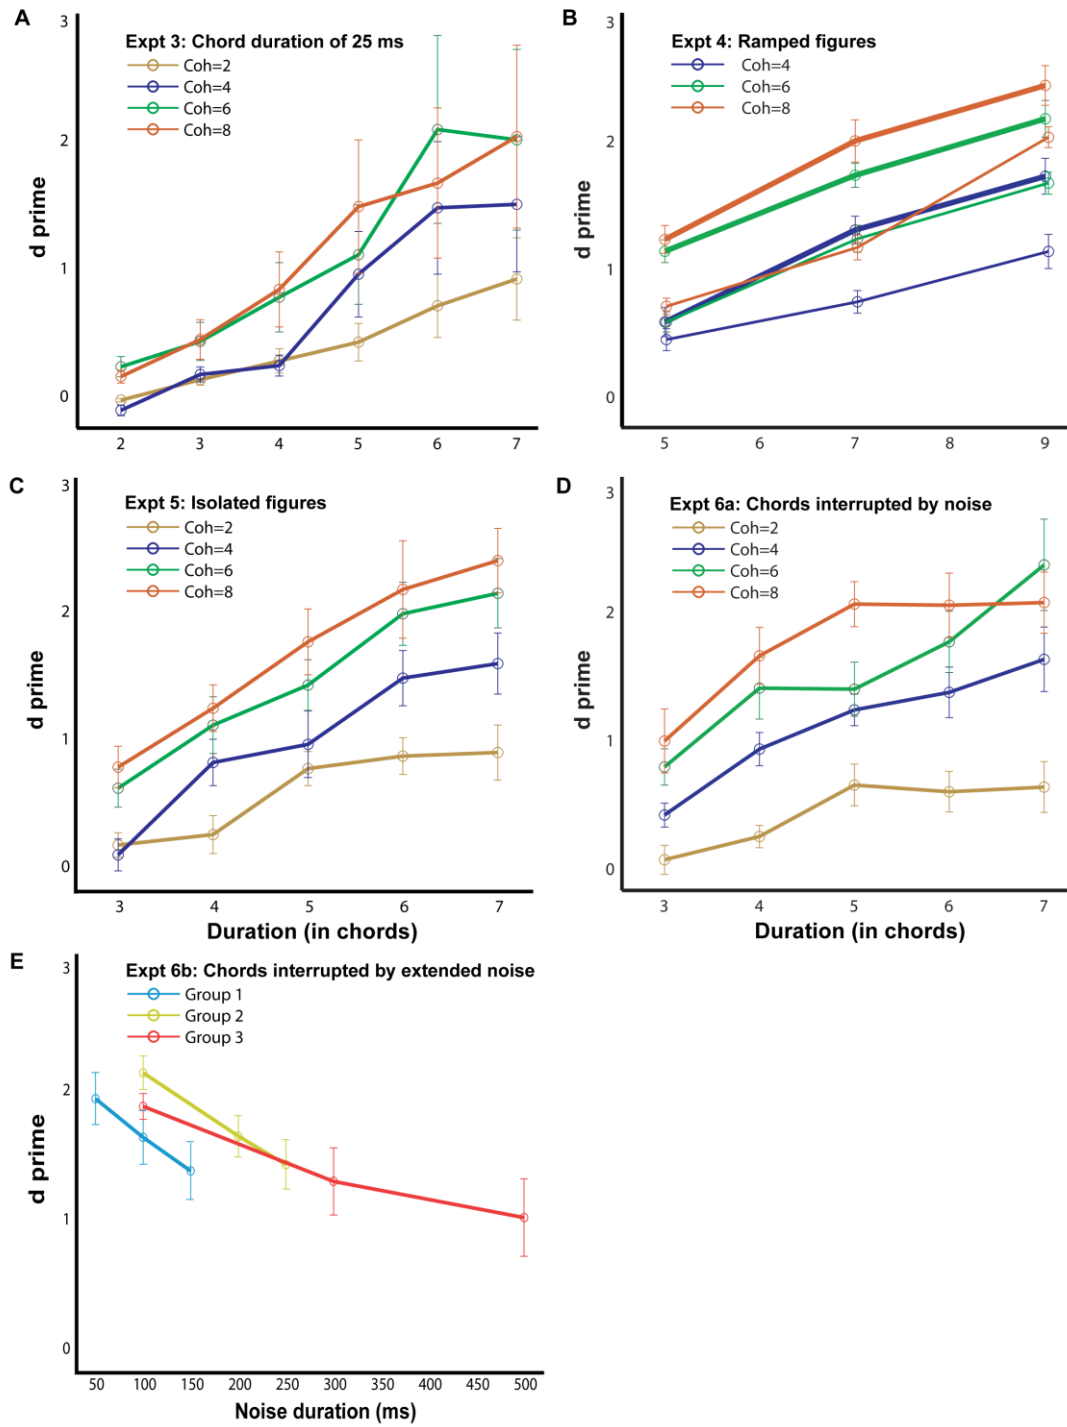 A
3
Expt 3: Chord duration of 25 ms
Coh=2
Coh=4
Coh=6
Coh=8
2
1
0
d prime
2 3 4 5 6 7
B
3
Expt 4: Ramped figures
Coh=4
Coh=6
Coh=8
2
1
0
d prime
5 6 7 8 9
C
3
Expt 5: Isolated figures
Coh=2
Coh=4
Coh=6
Coh=8
2
1
0
d prime
3 4 5 6 7
Duration (in chords)
D
3
Expt 6a: Chords interrupted by noise
Coh=2
Coh=4
Coh=6
Coh=8
2
1
0
d prime
3 4 5 6 7
Duration (in chords)
E
3
Expt 6b: Chords interrupted by extended noise
Group 1
Group 2
Group 3
2
1
0
d prime
50 100 150 200 250 300 350 400 450 500
Noise duration (ms)